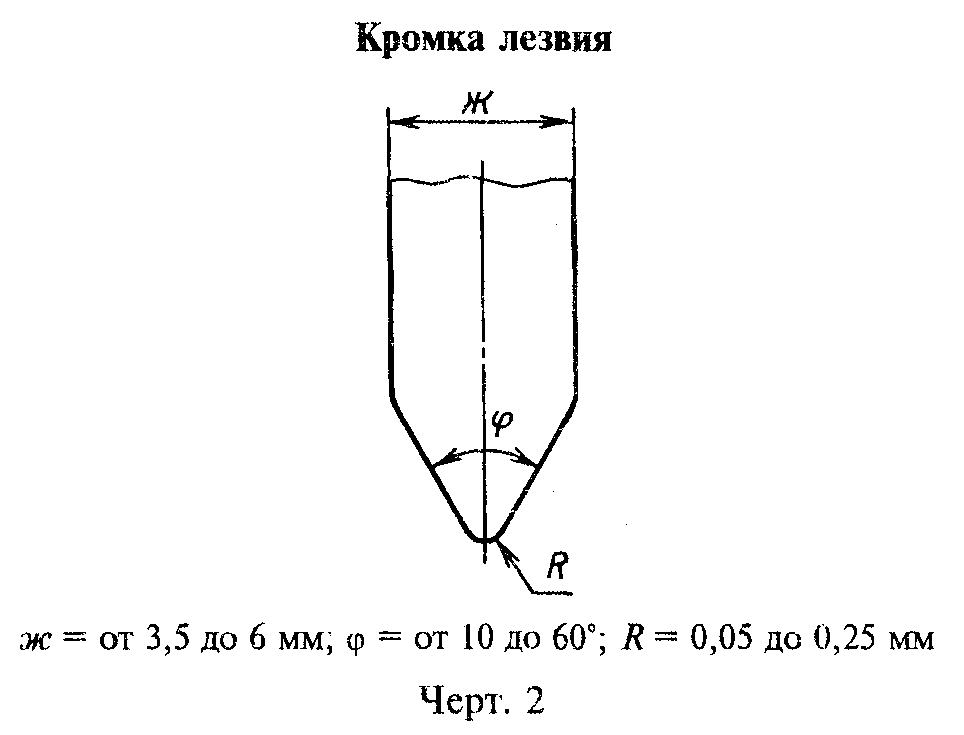 Кромка лезвия
ж
φ
R
ж = от 3,5 до 6 мм; φ = от 10 до 60°; R = 0,05 до 0,25 мм
Черт. 2